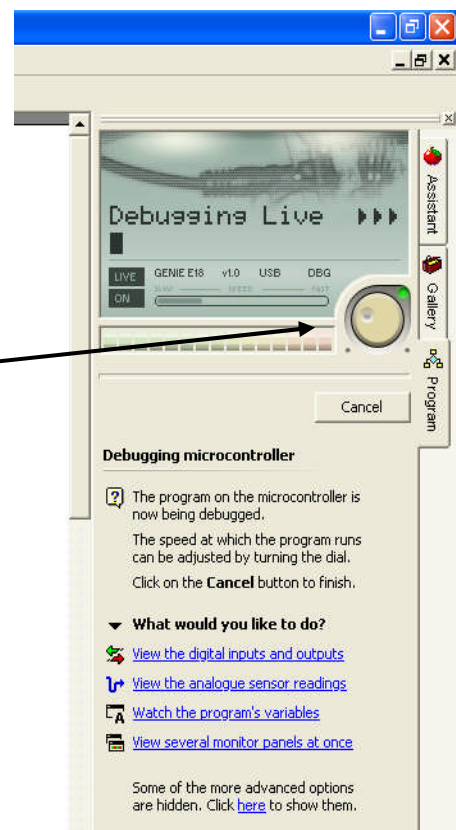 Debugging Live
LIVE
GENIE E18 v1.0 USB DBG
ON
SLOW SPEED FAST
Assistant
Gallery
Program
Cancel
Debugging microcontroller
The program on the microcontroller is
now being debugged.
The speed at which the program runs
can be adjusted by turning the dial.
Click on the Cancel button to finish.
What would you like to do?
View the digital inputs and outputs
View the analogue sensor readings
Watch the program's variables
View several monitor panels at once
Some of the more advanced options
are hidden. Click here to show them.